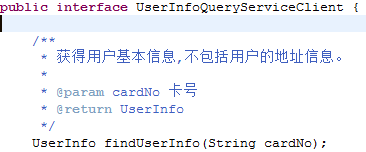 public interface UserInfoQueryServiceClient {
/**
* 获得用户基本信息,不包括用户的地址信息。
*
* @param cardNo 卡号
* @return UserInfo
*/
UserInfo findUserInfo(String cardNo);